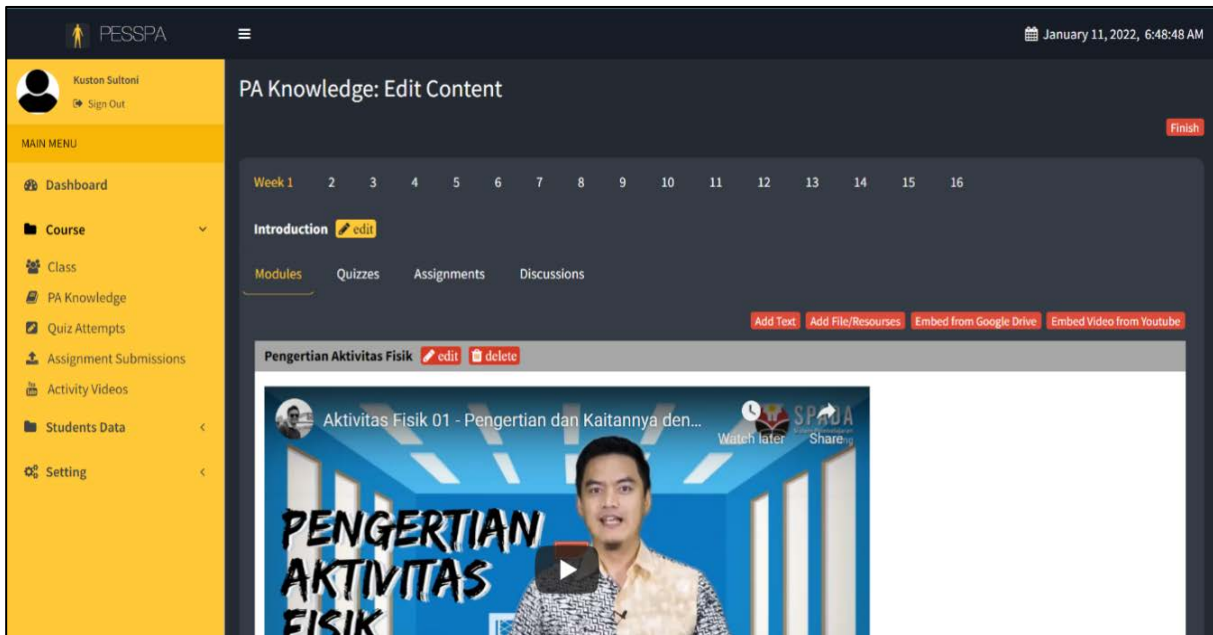 PESSPA
January 11, 2022, 6:48:48 AM
Kuston Sultoni
Sign Out
MAIN MENU
Dashboard
Course
Class
PA Knowledge
Quiz Attempts
Assignment Submissions
Activity Videos
Students Data
Setting
PA Knowledge: Edit Content
Finish
Week 1 2 3 4 5 6 7 8 9 10 11 12 13 14 15 16
Introduction edit
Modules Quizzes Assignments Discussions
Add Text Add File/Resourses Embed from Google Drive Embed Video from Youtube
Pengertian Aktivitas Fisik edit delete
Aktivitas Fisik 01 - Pengertian dan Kaitannya den...
Watch later
Share
SPADA
PENGERTIAN
AKTIVITAS
FISIK